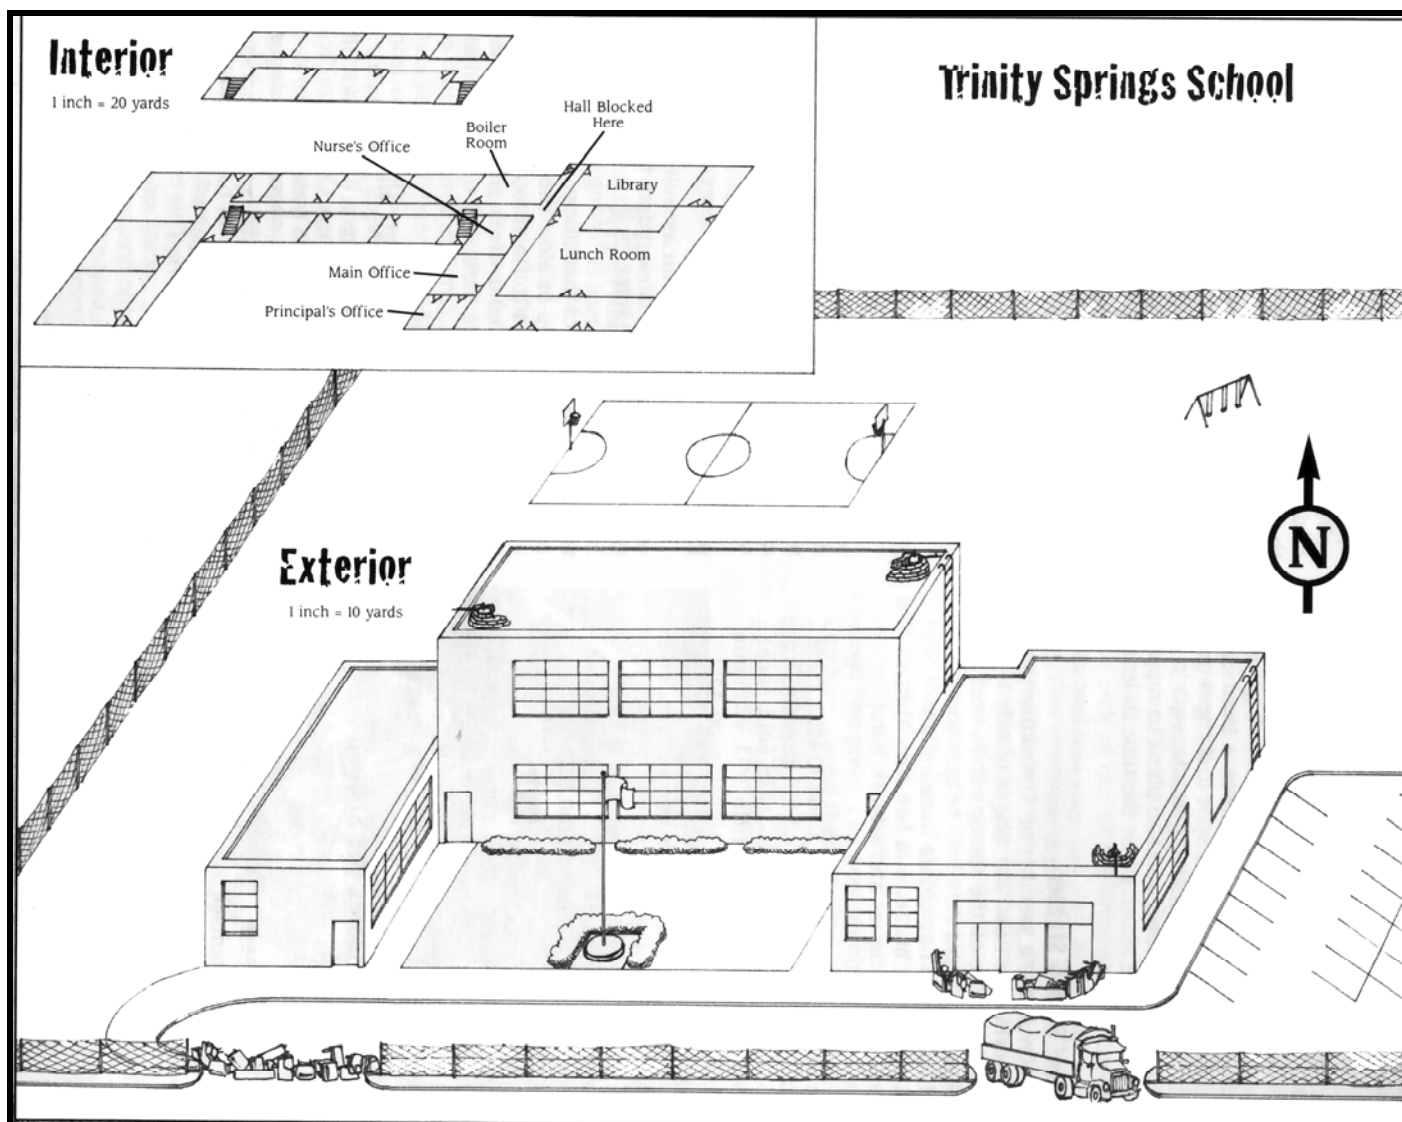 Interior
1 inch = 20 yards
Trinity Springs School
Hall Blocked
Here
Boiler
Room
Nurse's Office
Library
Lunch Room
Main Office
Principal's Office
Exterior
1 inch = 10 yards
N